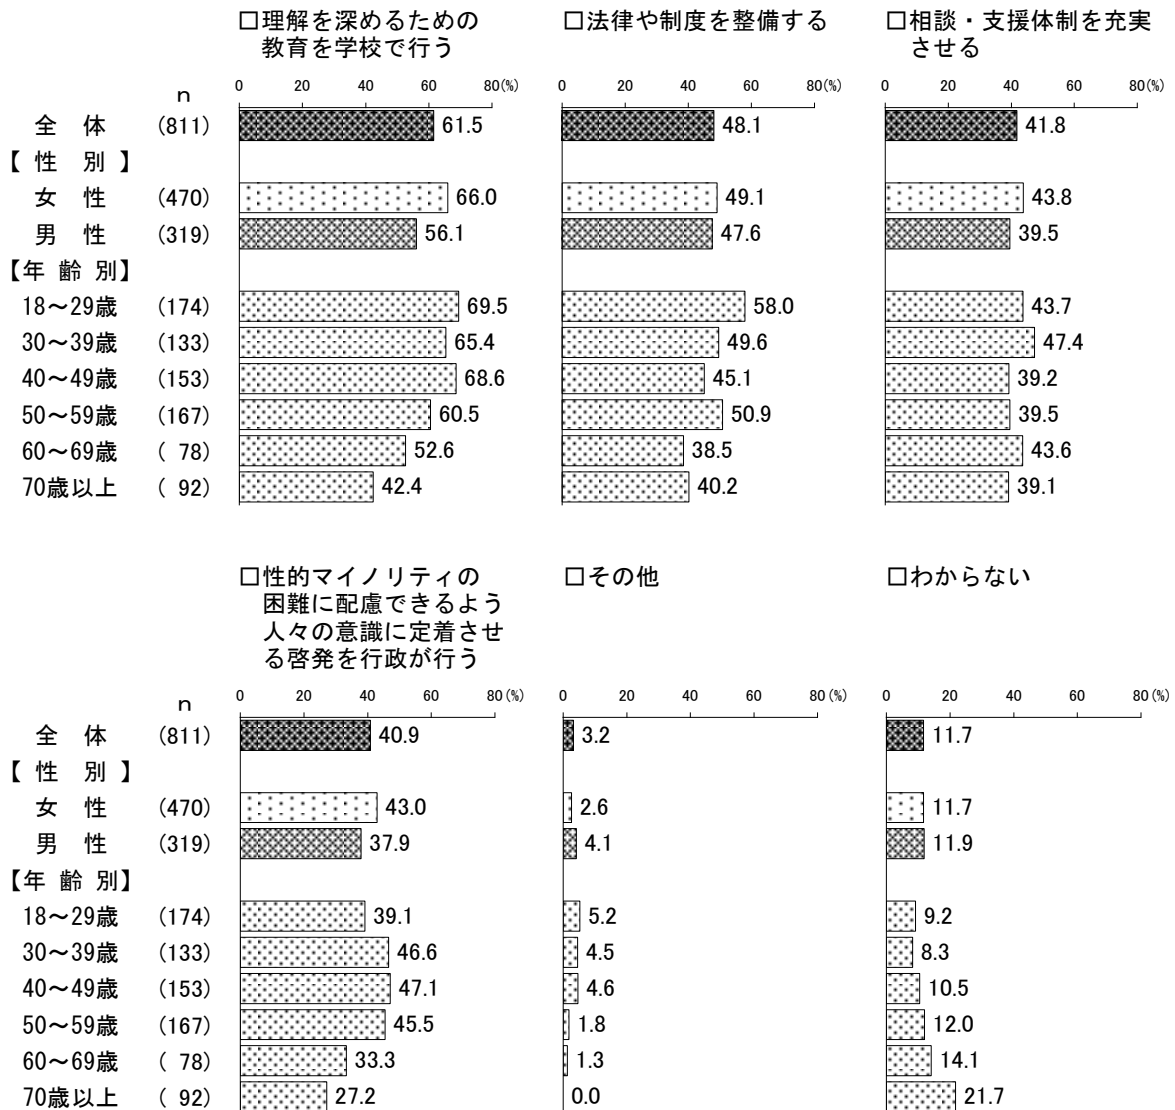 □理解を深めるための □法律や制度を整備する □相談・支援体制を充実
教育を学校で行う させる
0 20 40 60 80(%) 0 20 40 60 80(%) 0 20 40 60 80(%)
n
全 体 (811) 61.5 48.1 41.8
【 性 別 】
女 性 (470) 66.0 49.1 43.8
男 性 (319) 56.1 47.6 39.5
【年 齢 別】
18～29歳 (174) 69.5 58.0 43.7
30～39歳 (133) 65.4 49.6 47.4
40～49歳 (153) 68.6 45.1 39.2
50～59歳 (167) 60.5 50.9 39.5
60～69歳 ( 78) 52.6 38.5 43.6
70歳以上 ( 92) 42.4 40.2 39.1
□性的マイノリティの □その他 □わからない
困難に配慮できるよう
人々の意識に定着させ
る啓発を行政が行う
0 20 40 60 80(%) 0 20 40 60 80(%) 0 20 40 60 80(%)
n
全 体 (811) 40.9 3.2 11.7
【 性 別 】
女 性 (470) 43.0 2.6 11.7
男 性 (319) 37.9 4.1 11.9
【年 齢 別】
18～29歳 (174) 39.1 5.2 9.2
30～39歳 (133) 46.6 4.5 8.3
40～49歳 (153) 47.1 4.6 10.5
50～59歳 (167) 45.5 1.8 12.0
60～69歳 ( 78) 33.3 1.3 14.1
70歳以上 ( 92) 27.2 0.0 21.7